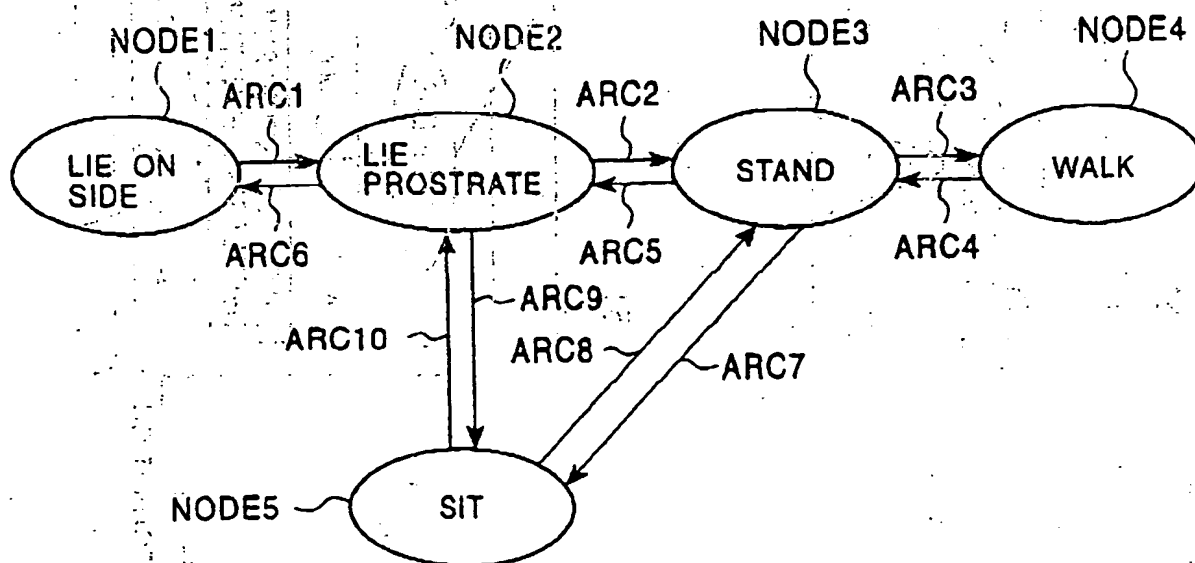 NODE1
NODE2
NODE3
NODE4
ARC1
ARC2
ARC3
LIE ON
SIDE
LIE
PROSTRATE
STAND
WALK
ARC6
ARC5
ARC4
ARC9
ARC10
ARC8
ARC7
NODE5
SIT